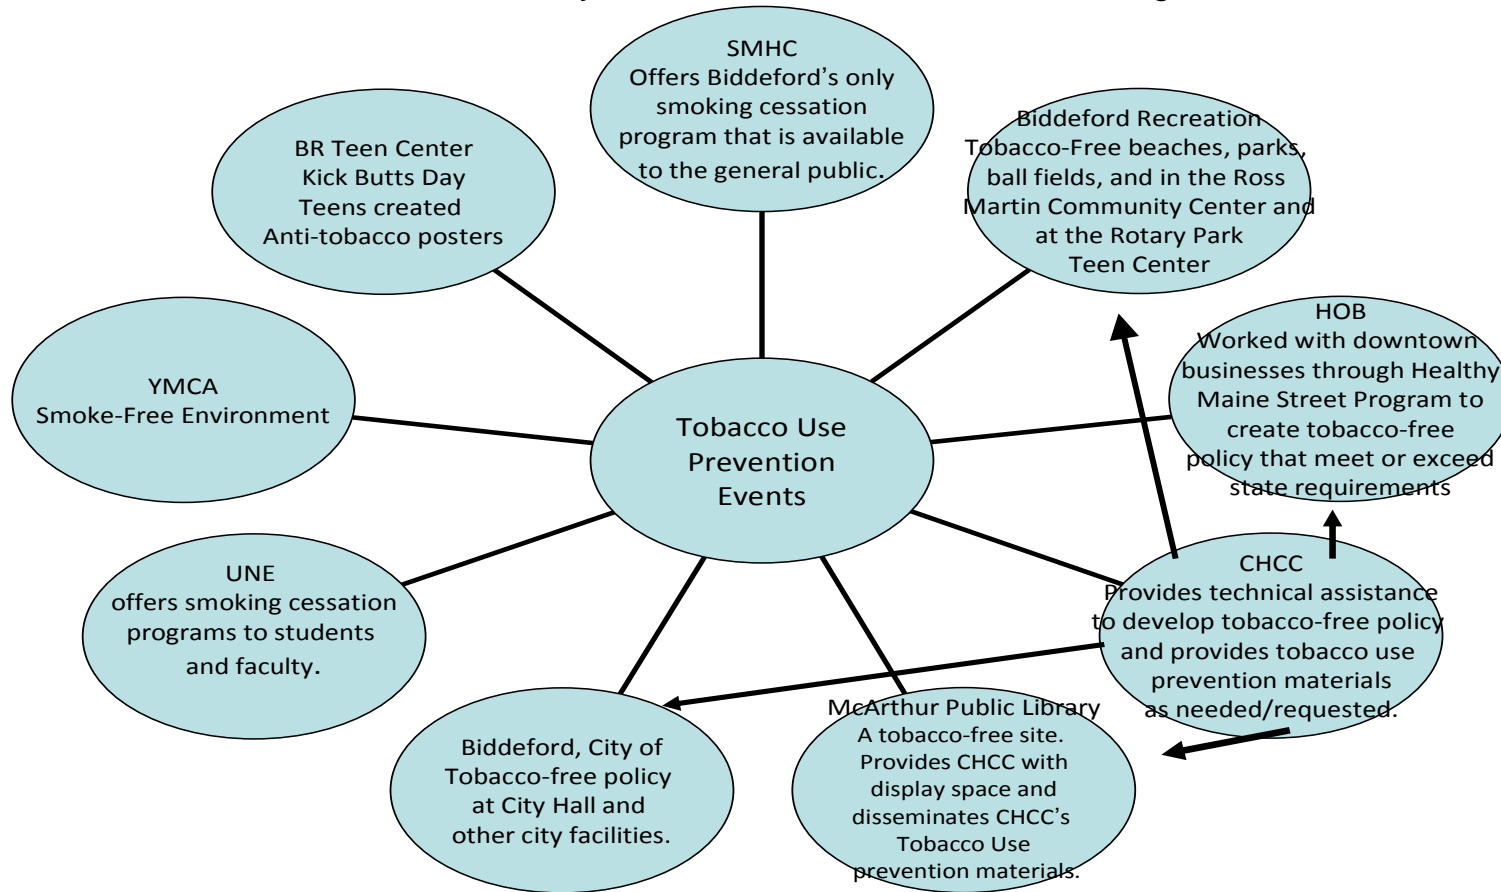 SMHC
Offers Biddeford’s only
smoking cessation
program that is available
to the general public.
Biddeford Recreation
Tobacco-Free beaches, parks,
ball fields, and in the Ross
Martin Community Center and
at the Rotary Park
Teen Center
HOB
Worked with downtown
businesses through Healthy
Maine Street Program to
create tobacco-free
policy that meet or exceed
state requirements
CHCC
Provides technical assistance
to develop tobacco-free policy
and provides tobacco use
prevention materials
as needed/requested.
McArthur Public Library
A tobacco-free site.
Provides CHCC with
display space and
disseminates CHCC’s
Tobacco Use
prevention materials.
Biddeford, City of
Tobacco-free policy
at City Hall and
other city facilities.
UNE
offers smoking cessation
programs to students
and faculty.
YMCA
Smoke-Free Environment
BR Teen Center
Kick Butts Day
Teens created
Anti-tobacco posters
Tobacco Use
Prevention
Events